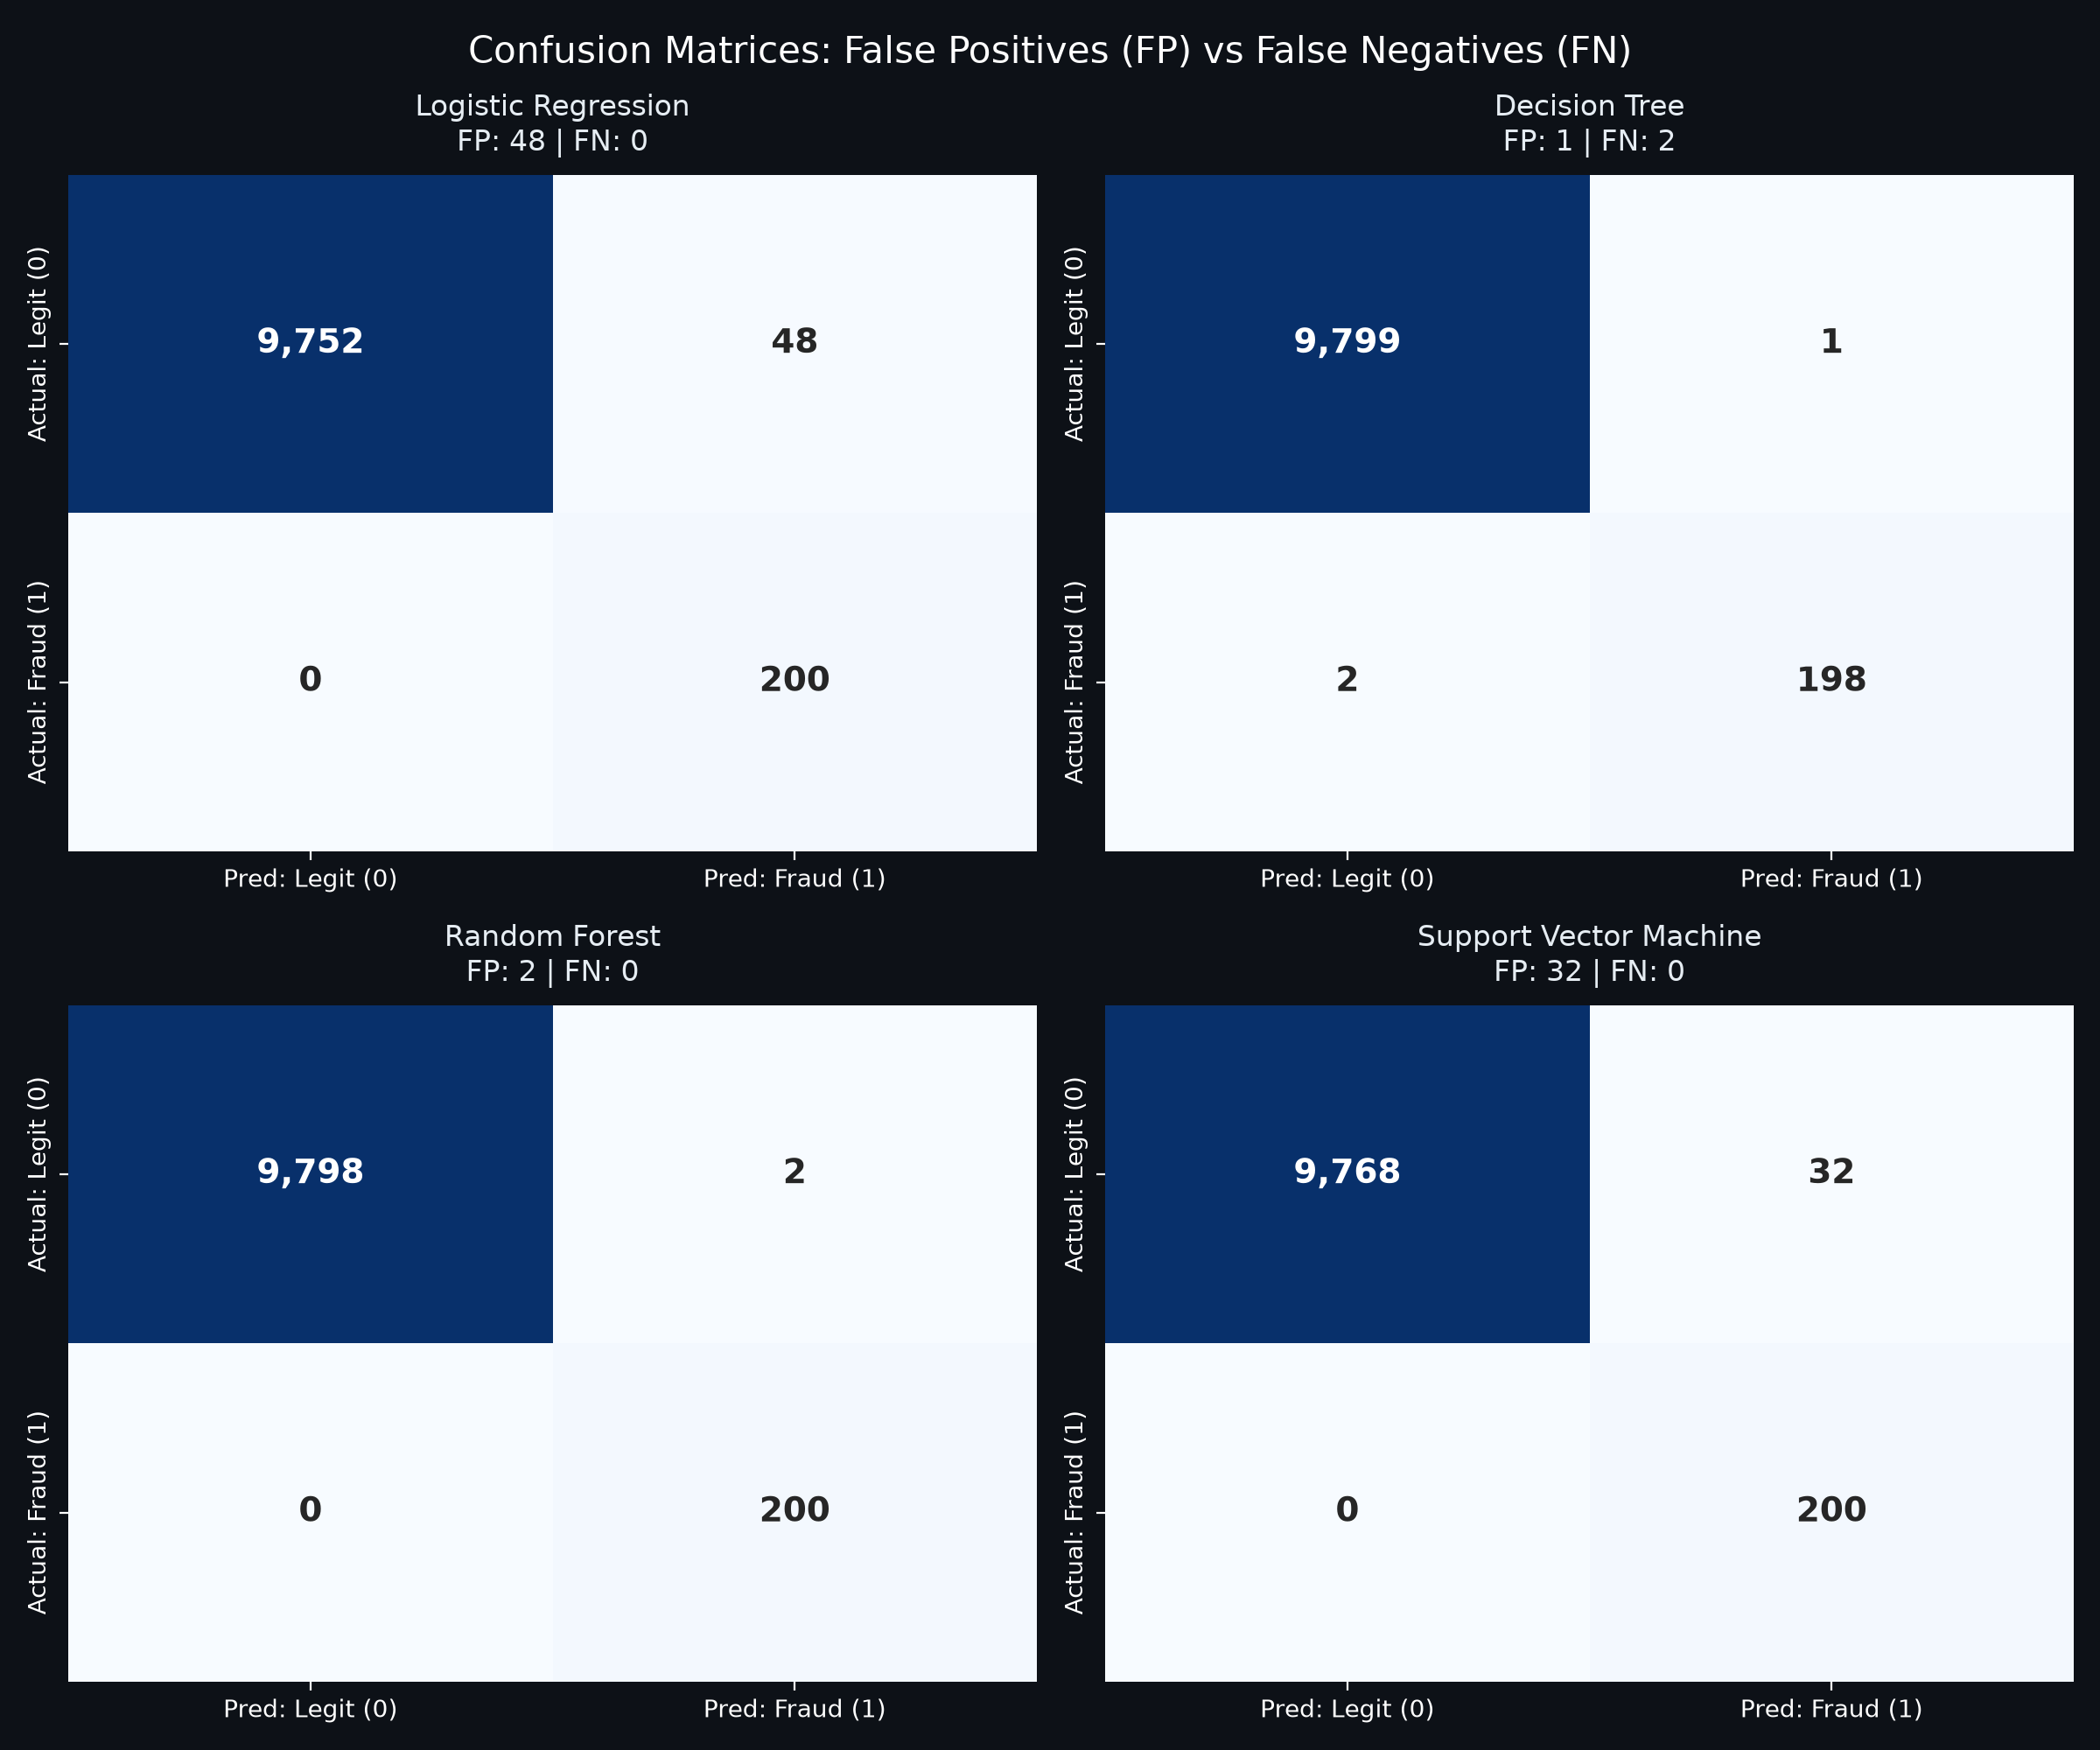 Confusion Matrices: False Positives (FP) vs False Negatives (FN)
Logistic Regression
FP: 48 | FN: 0
Actual: Legit (0)
9,752
48
Actual: Fraud (1)
0
200
Pred: Legit (0)
Pred: Fraud (1)
Decision Tree
FP: 1 | FN: 2
Actual: Legit (0)
9,799
1
Actual: Fraud (1)
2
198
Pred: Legit (0)
Pred: Fraud (1)
Random Forest
FP: 2 | FN: 0
Actual: Legit (0)
9,798
2
Actual: Fraud (1)
0
200
Pred: Legit (0)
Pred: Fraud (1)
Support Vector Machine
FP: 32 | FN: 0
Actual: Legit (0)
9,768
32
Actual: Fraud (1)
0
200
Pred: Legit (0)
Pred: Fraud (1)